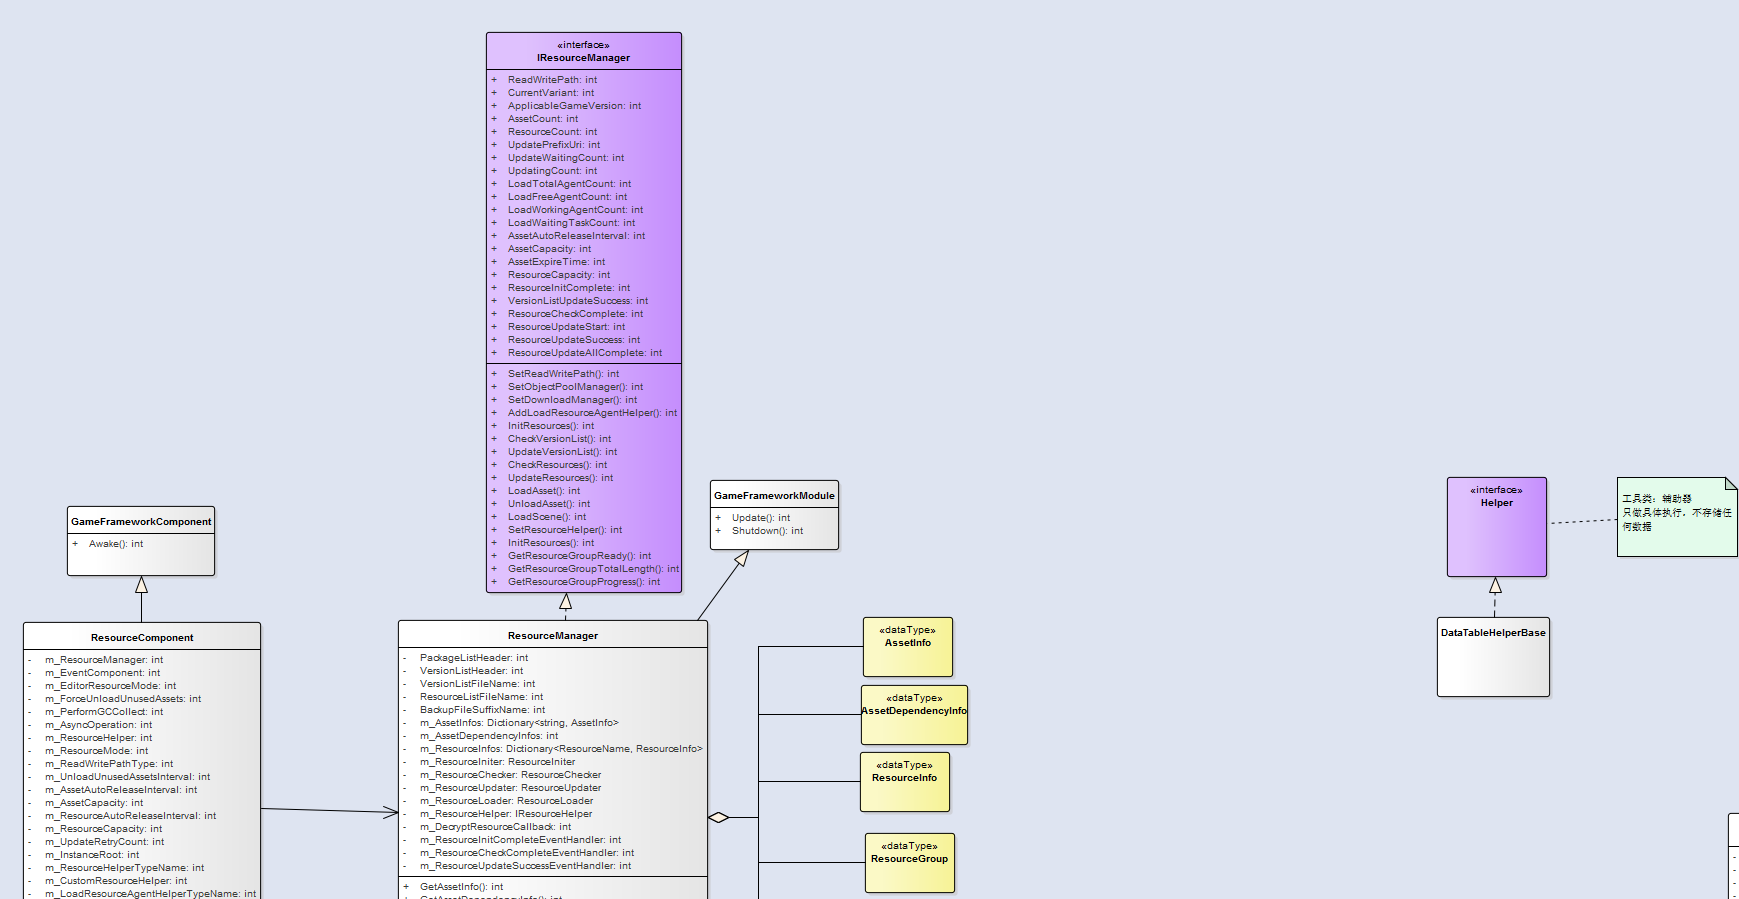 «interface»
IResourceManager
+ ReadWritePath: int
+ CurrentVariant: int
+ ApplicableGameVersion: int
+ AssetCount: int
+ ResourceCount: int
+ UpdatePrefixUri: int
+ UpdateWaitingCount: int
+ UpdatingCount: int
+ LoadTotalAgentCount: int
+ LoadFreeAgentCount: int
+ LoadWorkingAgentCount: int
+ LoadWaitingTaskCount: int
+ AssetAutoReleaseInterval: int
+ AssetCapacity: int
+ AssetExpireTime: int
+ ResourceCapacity: int
+ ResourceInitComplete: int
+ VersionListUpdateSuccess: int
+ ResourceCheckComplete: int
+ ResourceUpdateStart: int
+ ResourceUpdateSuccess: int
+ ResourceUpdateAllComplete: int
+ SetReadWritePath(): int
+ SetObjectPoolManager(): int
+ SetDownloadManager(): int
+ AddLoadResourceAgentHelper(): int
+ InitResources(): int
+ CheckVersionList(): int
+ UpdateVersionList(): int
+ CheckResources(): int
+ UpdateResources(): int
+ LoadAsset(): int
+ UnloadAsset(): int
+ LoadScene(): int
+ SetResourceHelper(): int
+ InitResources(): int
+ GetResourceGroupReady(): int
+ GetResourceGroupTotalLength(): int
+ GetResourceGroupProgress(): int
GameFrameworkModule
+ Update(): int
+ Shutdown(): int
«interface»
Helper
工具类：辅助器
只做具体执行，不存储任
何数据
GameFrameworkComponent
+ Awake(): int
DataTableHelperBase
ResourceComponent
- m_ResourceManager: int
- m_EventComponent: int
- m_EditorResourceMode: int
- m_ForceUnloadUnusedAssets: int
- m_PerformGCCollect: int
- m_AsyncOperation: int
- m_ResourceHelper: int
- m_ResourceMode: int
- m_ReadWritePathType: int
- m_UnloadUnusedAssetsInterval: int
- m_AssetAutoReleaseInterval: int
- m_AssetCapacity: int
- m_ResourceAutoReleaseInterval: int
- m_ResourceCapacity: int
- m_UpdateRetryCount: int
- m_InstanceRoot: int
- m_ResourceHelperTypeName: int
- m_CustomResourceHelper: int
- m_LoadResourceAgentHelperTypeName: int
ResourceManager
- PackageListHeader: int
- VersionListHeader: int
- VersionListFileName: int
- ResourceListFileName: int
- BackupFileSuffixName: int
- m_AssetInfos: Dictionary<string, AssetInfo>
- m_AssetDependencyInfos: int
- m_ResourceInfos: Dictionary<ResourceName, ResourceInfo>
- m_ResourceIniter: ResourceIniter
- m_ResourceChecker: ResourceChecker
- m_ResourceUpdater: ResourceUpdater
- m_ResourceLoader: ResourceLoader
- m_ResourceHelper: IResourceHelper
- m_DecryptResourceCallback: int
- m_ResourceInitCompleteEventHandler: int
- m_ResourceCheckCompleteEventHandler: int
- m_ResourceUpdateSuccessEventHandler: int
+ GetAssetInfo(): int
«dataType»
AssetInfo
«dataType»
AssetDependencyInfo
«dataType»
ResourceInfo
«dataType»
ResourceGroup